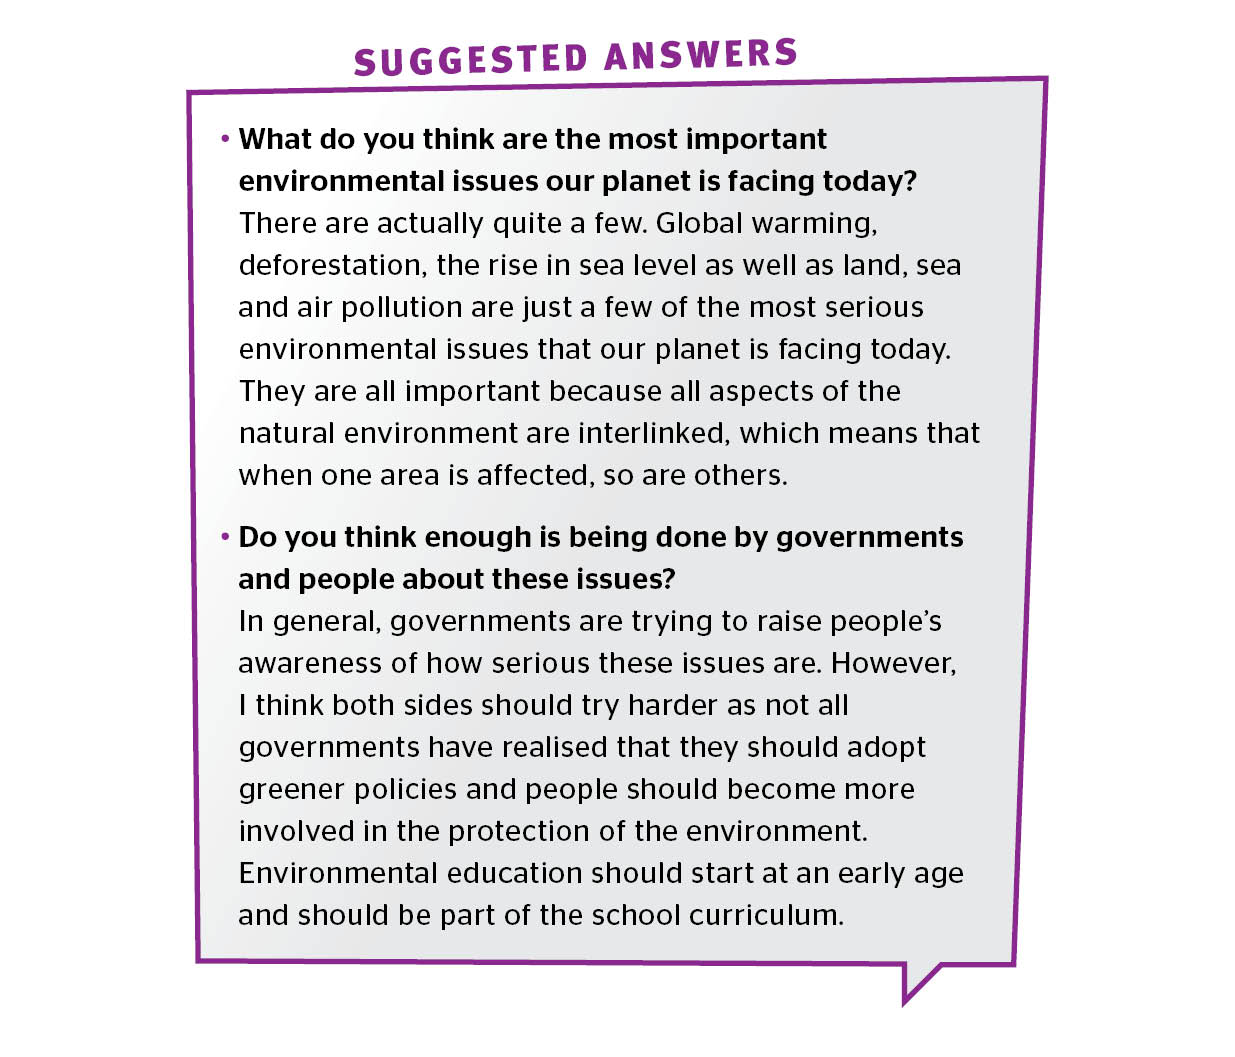 SUGGESTED ANSWERS
• What do you think are the most important
environmental issues our planet is facing today?
There are actually quite a few. Global warming,
deforestation, the rise in sea level as well as land, sea
and air pollution are just a few of the most serious
environmental issues that our planet is facing today.
They are all important because all aspects of the
natural environment are interlinked, which means that
when one area is affected, so are others.
• Do you think enough is being done by governments
and people about these issues?
In general, governments are trying to raise people’s
awareness of how serious these issues are. However,
I think both sides should try harder as not all
governments have realised that they should adopt
greener policies and people should become more
involved in the protection of the environment.
Environmental education should start at an early age
and should be part of the school curriculum.